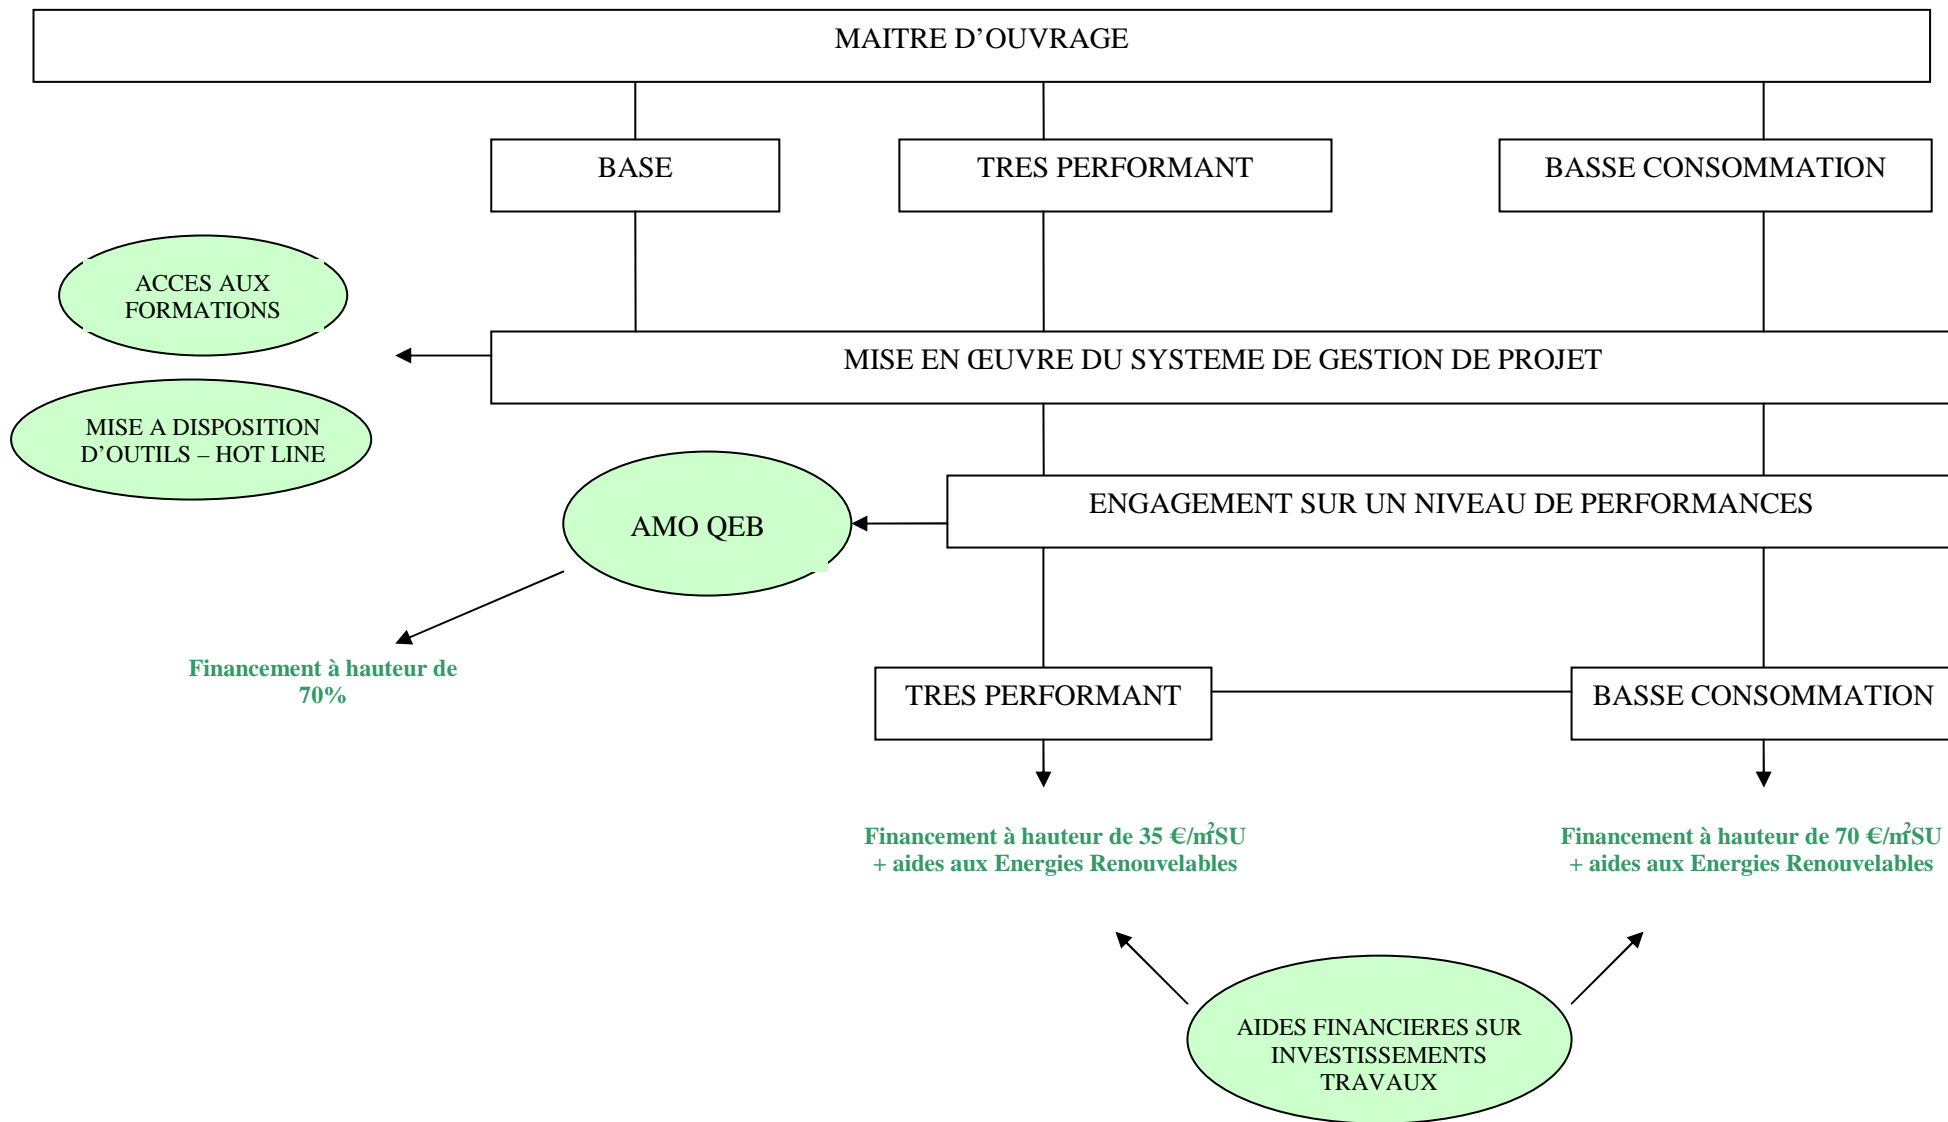 MAITRE D'OUVRAGE
BASE
TRES PERFORMANT
BASSE CONSOMMATION
ACCES AUX
FORMATIONS
MISE EN ŒUVRE DU SYSTEME DE GESTION DE PROJET
MISE A DISPOSITION
D'OUTILS – HOT LINE
ENGAGEMENT SUR UN NIVEAU DE PERFORMANCES
AMO QEB
Financement à hauteur de
70%
TRES PERFORMANT
BASSE CONSOMMATION
Financement à hauteur de 35 €/m²SU
+ aides aux Energies Renouvelables
Financement à hauteur de 70 €/m²SU
+ aides aux Energies Renouvelables
AIDES FINANCIERES SUR
INVESTISSEMENTS
TRAVAUX